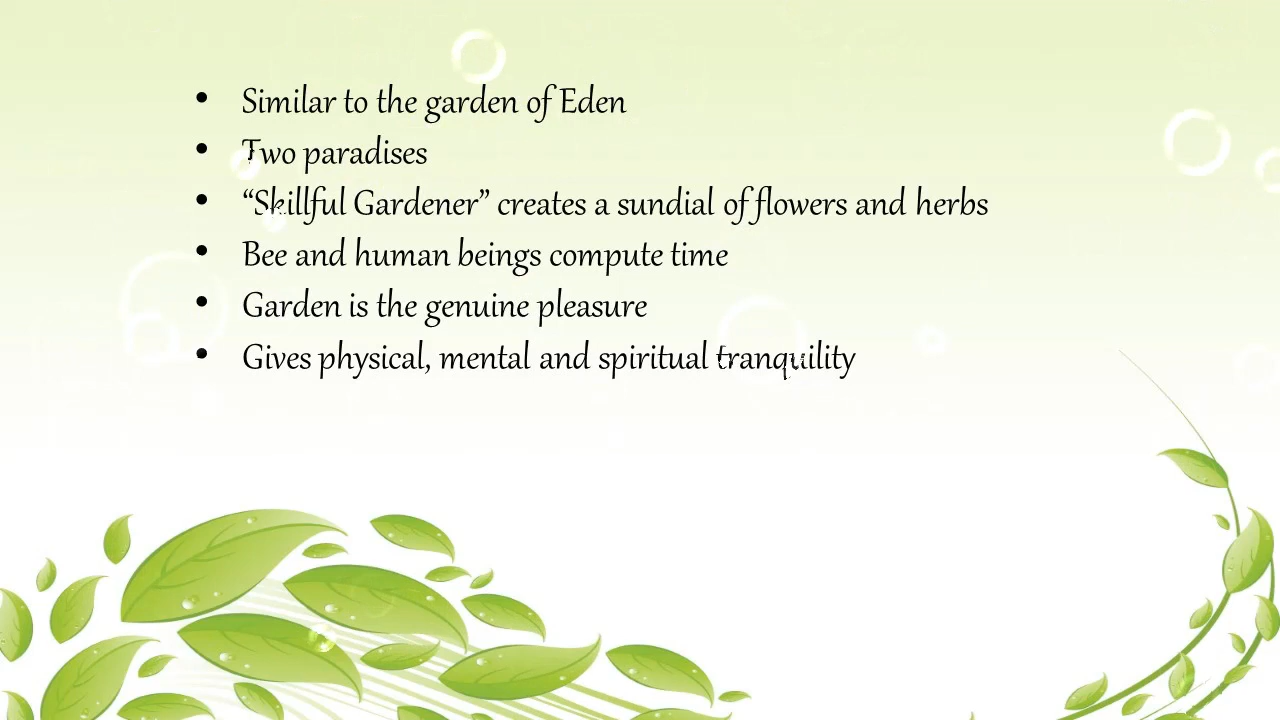 • Similar to the garden of Eden
• Two paradises
• “Skillful Gardener” creates a sundial of flowers and herbs
• Bee and human beings compute time
• Garden is the genuine pleasure
• Gives physical, mental and spiritual tranquility